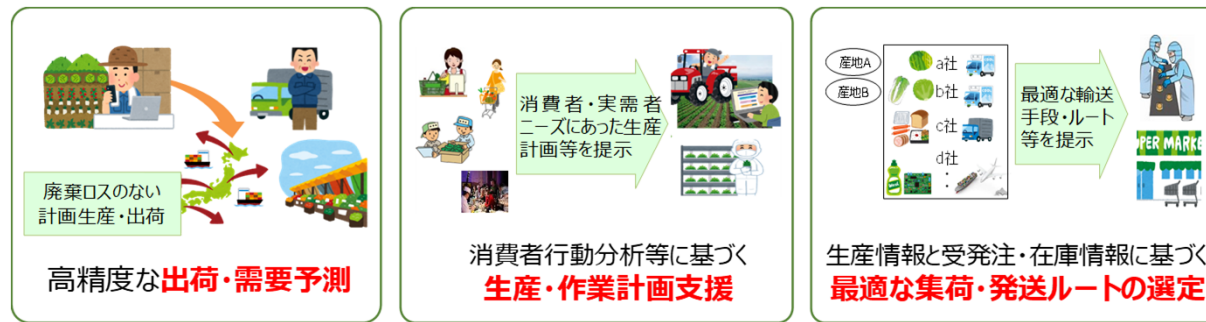 廃棄ロスのない
計画生産・出荷
高精度な出荷・需要予測
消費者・実需者
ニーズにあった生産
計画等を提示
消費者行動分析等に基づく
生産・作業計画支援
産地A
産地B
a社
b社
c社
d社
・
・
最適な輸送
手段・ルート
等を提示
PER MARKE
生産情報と受発注・在庫情報に基づく
最適な集荷・発送ルートの選定